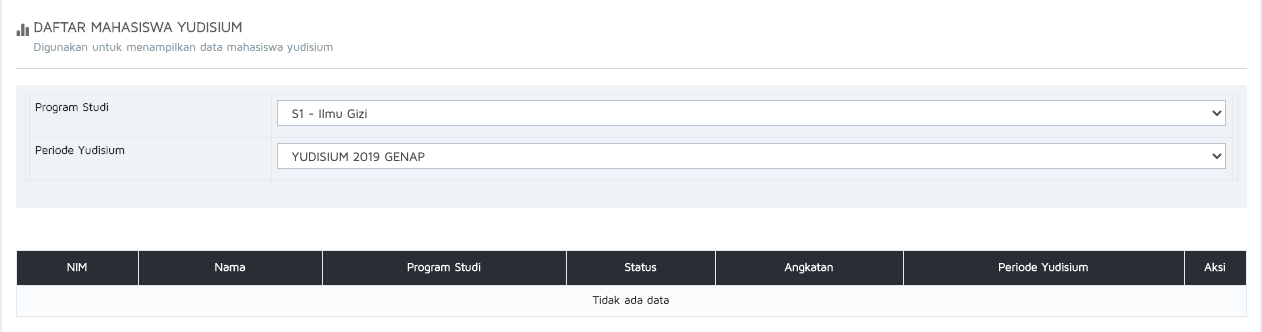 DAFTAR MAHASISWA YUDISIUM
Digunakan untuk menampilkan data mahasiswa yudisium
Program Studi
S1 - Ilmu Gizi
Periode Yudisium
YUDISIUM 2019 GENAP
NIM Nama Program Studi Status Angkatan Periode Yudisium Aksi
Tidak ada data